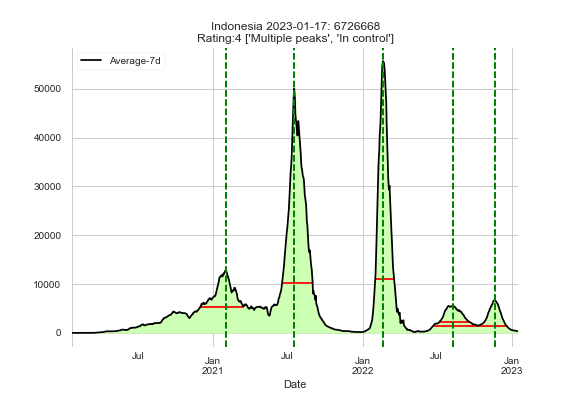 Indonesia 2023-01-17: 6726668
Rating:4 ['Multiple peaks', 'In control']
Average-7d
50000
40000
30000
20000
10000
0
Jul
Jan
2021
Jul
Jan
2022
Jul
Jan
2023
Date